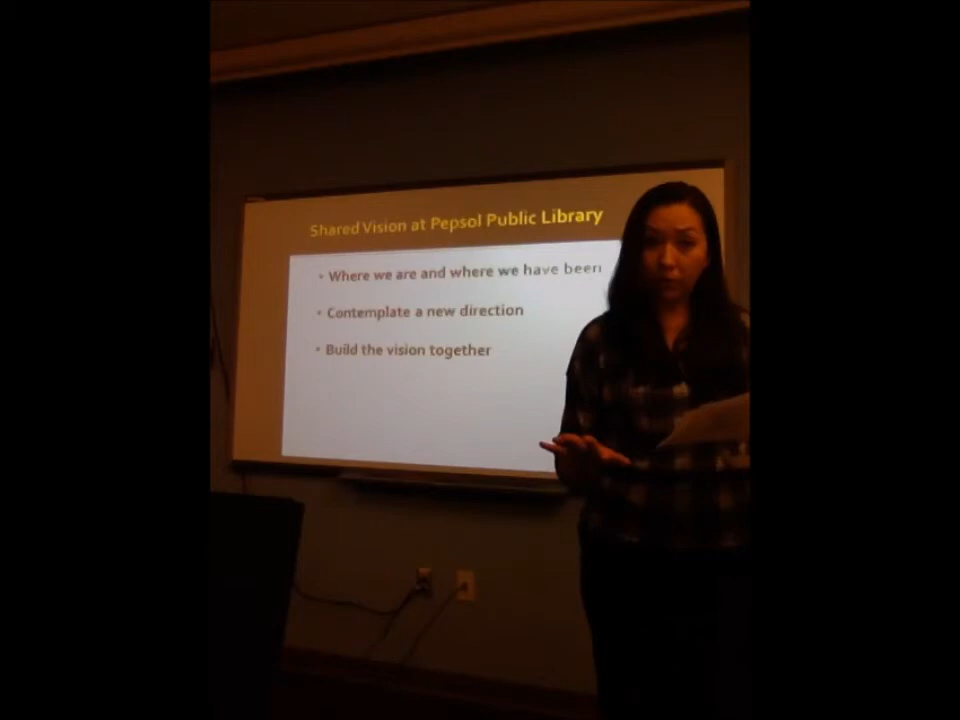 Shared Vision at Pepsol Public Library
• Where we are and where we have been
• Contemplate a new direction
• Build the vision together